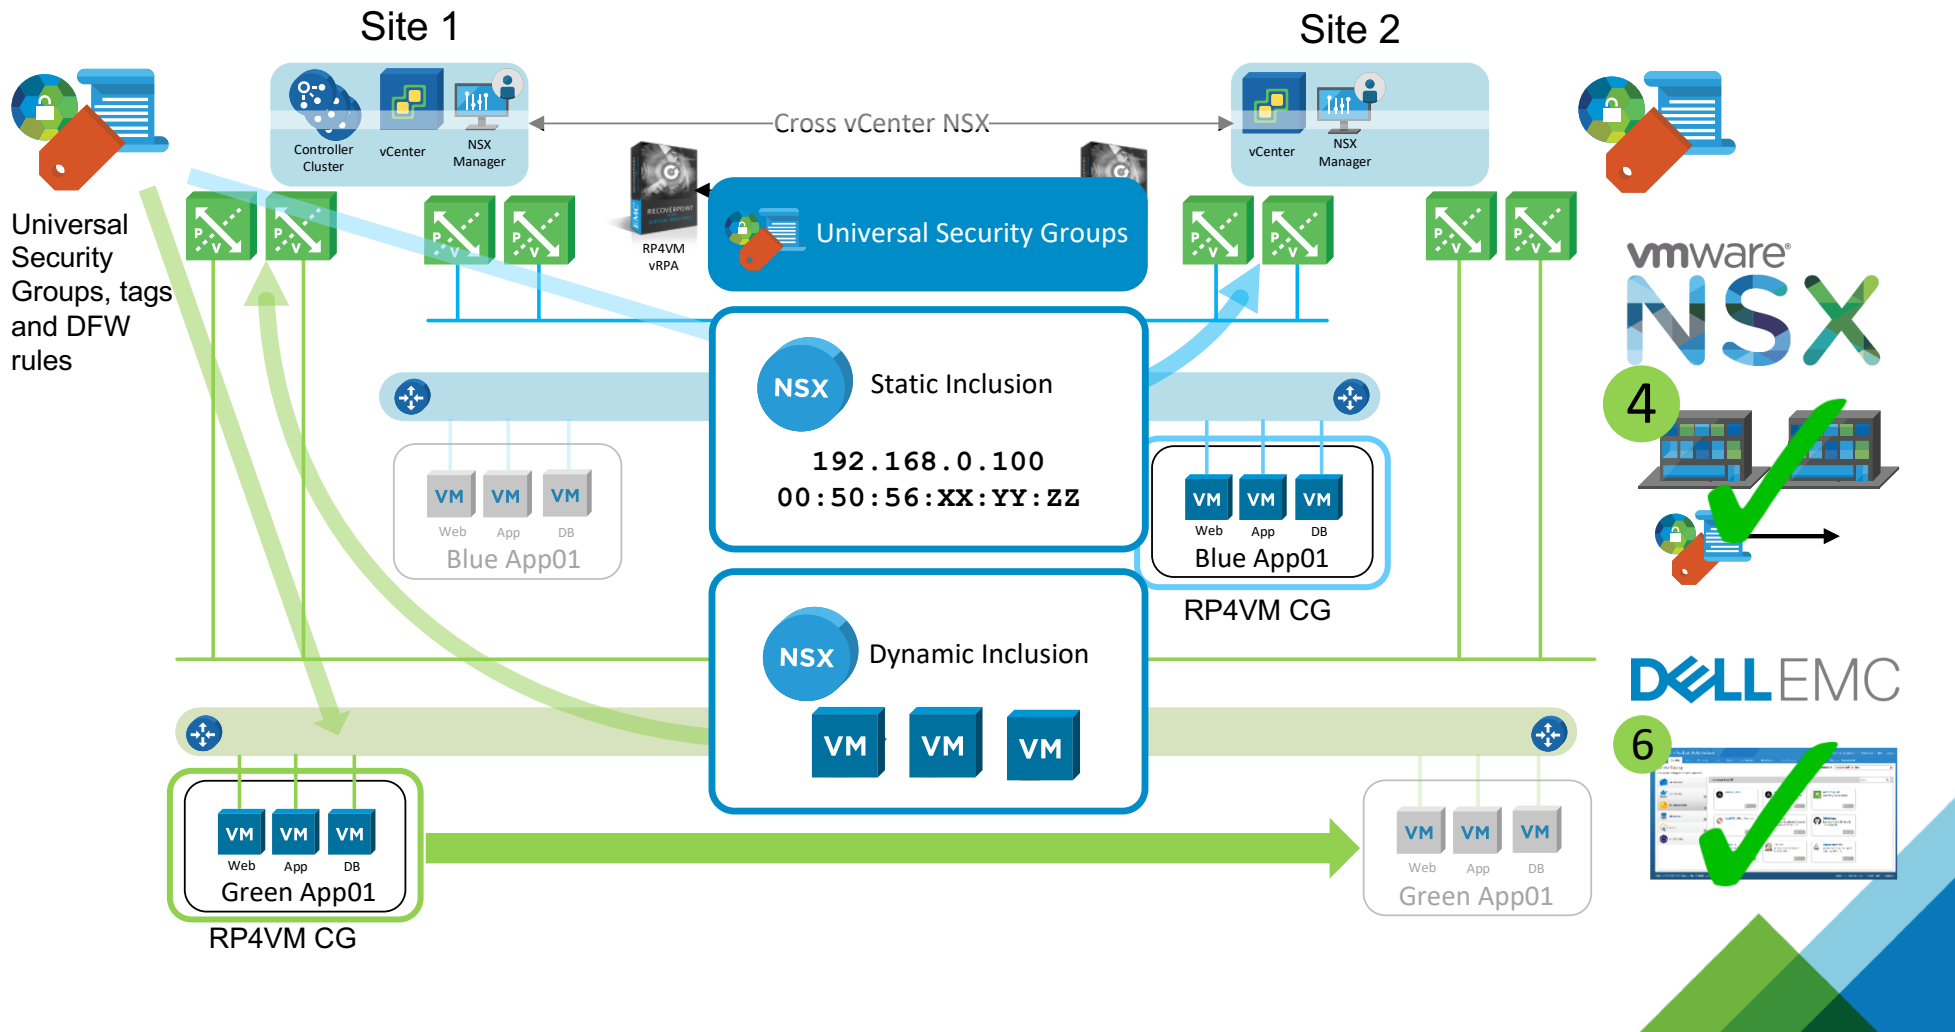 Site 1
Site 2
Controller
Cluster
vCenter
NSX
Manager
Cross vCenter NSX
vCenter
NSX
Manager
Universal
Security
Groups, tags
and DFW
rules
P
V
P
V
P
V
P
V
EMC
RECOVERPOINT
RP4VM
vRPA
Universal Security Groups
P
V
P
V
P
V
P
V
vmware®
NSX
NSX
Static Inclusion
192.168.0.100
00:50:56:XX:YY:ZZ
4
VM
VM
VM
Web
App
DB
Blue App01
VM
VM
VM
Web
App
DB
Blue App01
RP4VM CG
NSX
Dynamic Inclusion
VM
VM
VM
DELL EMC
6
VM
VM
VM
Web
App
DB
Green App01
RP4VM CG
VM
VM
VM
Web
App
DB
Green App01